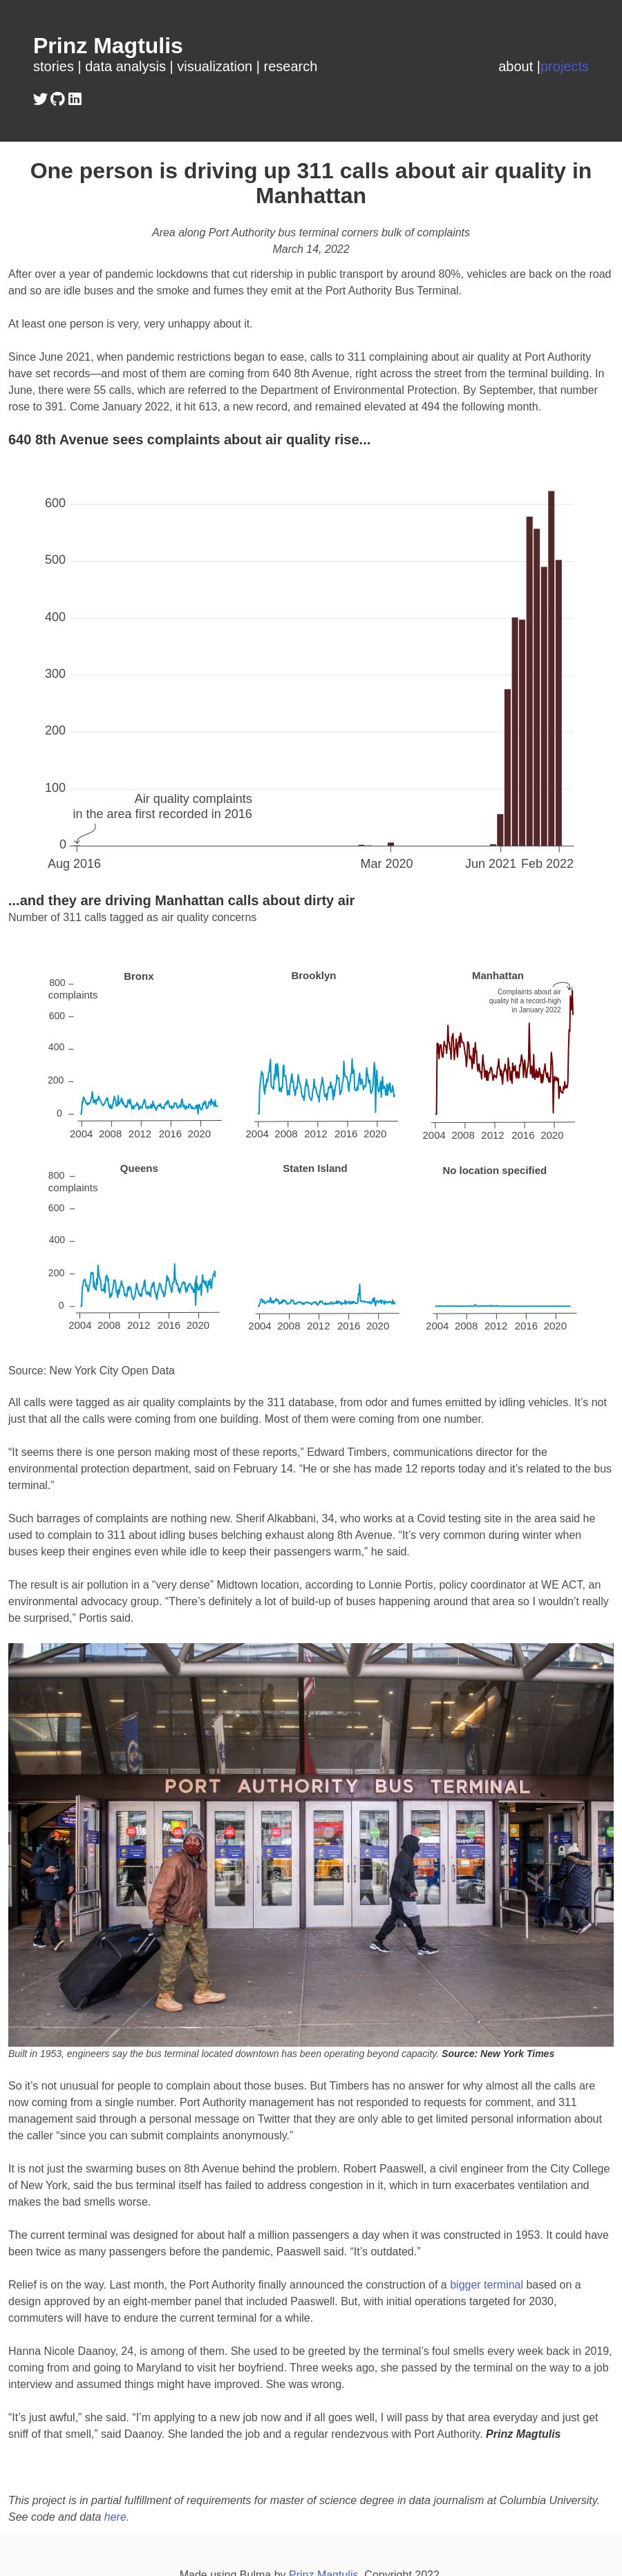 Prinz Magtulis
stories | data analysis | visualization | research
about |projects
One person is driving up 311 calls about air quality in
Manhattan
Area along Port Authority bus terminal corners bulk of complaints
March 14, 2022
After over a year of pandemic lockdowns that cut ridership in public transport by around 80%, vehicles are back on the road
and so are idle buses and the smoke and fumes they emit at the Port Authority Bus Terminal.
At least one person is very, very unhappy about it.
Since June 2021, when pandemic restrictions began to ease, calls to 311 complaining about air quality at Port Authority
have set records—and most of them are coming from 640 8th Avenue, right across the street from the terminal building. In
June, there were 55 calls, which are referred to the Department of Environmental Protection. By September, that number
rose to 391. Come January 2022, it hit 613, a new record, and remained elevated at 494 the following month.
640 8th Avenue sees complaints about air quality rise...
600
500
400
300
200
100
Air quality complaints
in the area first recorded in 2016
0
Aug 2016 Mar 2020 Jun 2021 Feb 2022
...and they are driving Manhattan calls about dirty air
Number of 311 calls tagged as air quality concerns
Bronx Brooklyn Manhattan
800
complaints
600
400
200
0
Complaints about air
quality hit a record-high
in January 2022
2004 2008 2012 2016 2020 2004 2008 2012 2016 2020 2004 2008 2012 2016 2020
Queens Staten Island No location specified
800
complaints
600
400
200
0
2004 2008 2012 2016 2020 2004 2008 2012 2016 2020 2004 2008 2012 2016 2020
Source: New York City Open Data
All calls were tagged as air quality complaints by the 311 database, from odor and fumes emitted by idling vehicles. It’s not
just that all the calls were coming from one building. Most of them were coming from one number.
“It seems there is one person making most of these reports,” Edward Timbers, communications director for the
environmental protection department, said on February 14. “He or she has made 12 reports today and it’s related to the bus
terminal.”
Such barrages of complaints are nothing new. Sherif Alkabbani, 34, who works at a Covid testing site in the area said he
used to complain to 311 about idling buses belching exhaust along 8th Avenue. “It’s very common during winter when
buses keep their engines even while idle to keep their passengers warm,” he said.
The result is air pollution in a “very dense” Midtown location, according to Lonnie Portis, policy coordinator at WE ACT, an
environmental advocacy group. “There’s definitely a lot of build-up of buses happening around that area so I wouldn’t really
be surprised,” Portis said.
PORT AUTHORITY BUS TERMINAL
Built in 1953, engineers say the bus terminal located downtown has been operating beyond capacity. Source: New York Times
So it’s not unusual for people to complain about those buses. But Timbers has no answer for why almost all the calls are
now coming from a single number. Port Authority management has not responded to requests for comment, and 311
management said through a personal message on Twitter that they are only able to get limited personal information about
the caller “since you can submit complaints anonymously.”
It is not just the swarming buses on 8th Avenue behind the problem. Robert Paaswell, a civil engineer from the City College
of New York, said the bus terminal itself has failed to address congestion in it, which in turn exacerbates ventilation and
makes the bad smells worse.
The current terminal was designed for about half a million passengers a day when it was constructed in 1953. It could have
been twice as many passengers before the pandemic, Paaswell said. “It’s outdated.”
Relief is on the way. Last month, the Port Authority finally announced the construction of a bigger terminal based on a
design approved by an eight-member panel that included Paaswell. But, with initial operations targeted for 2030,
commuters will have to endure the current terminal for a while.
Hanna Nicole Daanoy, 24, is among of them. She used to be greeted by the terminal’s foul smells every week back in 2019,
coming from and going to Maryland to visit her boyfriend. Three weeks ago, she passed by the terminal on the way to a job
interview and assumed things might have improved. She was wrong.
“It’s just awful,” she said. “I’m applying to a new job now and if all goes well, I will pass by that area everyday and just get
sniff of that smell,” said Daanoy. She landed the job and a regular rendezvous with Port Authority. Prinz Magtulis
This project is in partial fulfillment of requirements for master of science degree in data journalism at Columbia University.
See code and data here.
Made using Bulma by Prinz Magtulis. Copyright 2022.